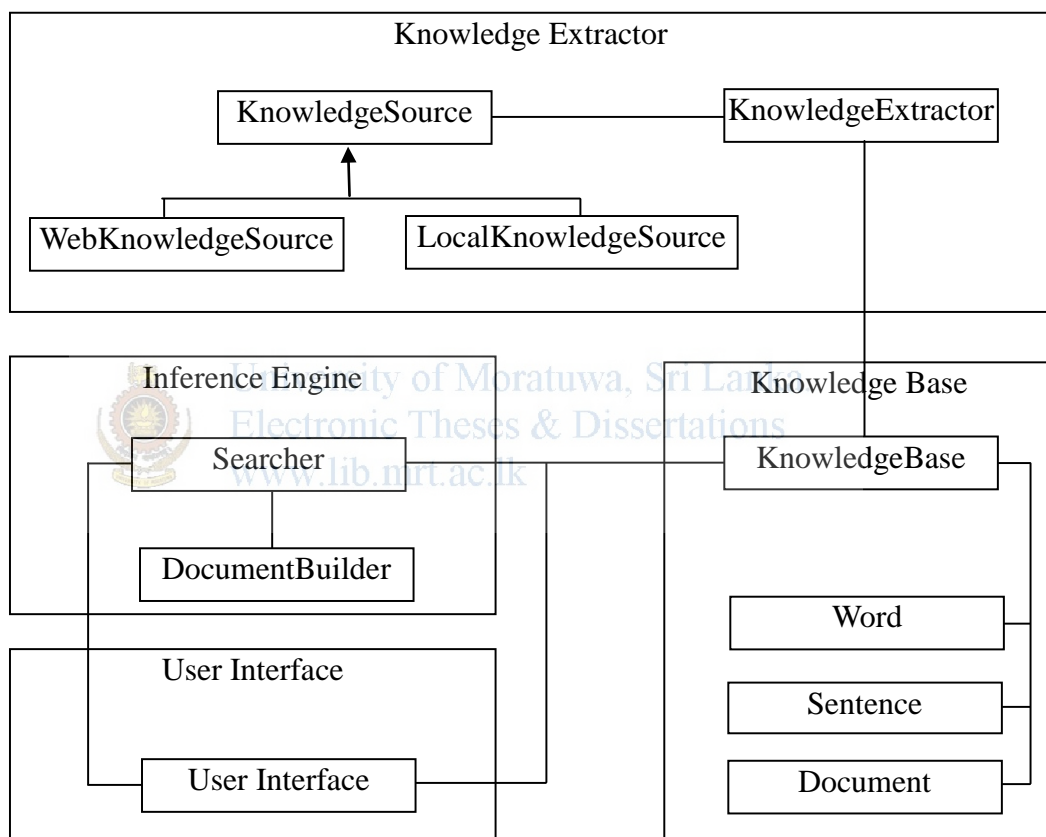 Knowledge Extractor
KnowledgeSource
KnowledgeExtractor
WebKnowledgeSource
LocalKnowledgeSource
Inference Engine
University of Moratuwa, Sri Lanka
Electronic Theses & Dissertations
www.lib.mrt.ac.lk
Knowledge Base
Searcher
KnowledgeBase
DocumentBuilder
Word
User Interface
Sentence
User Interface
Document